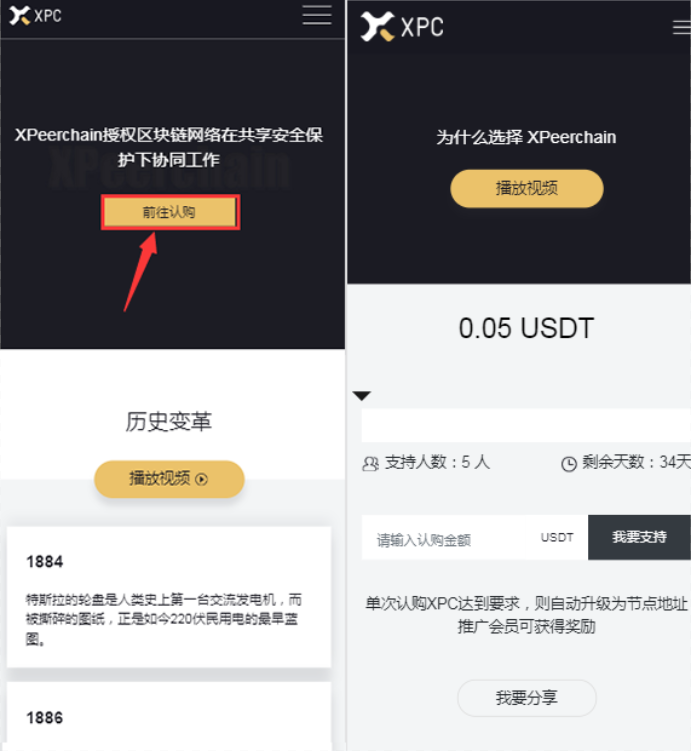 XPC
XPeerchain授权区块链网络在共享安全保
护下协同工作
XPeerchain
前往认购
历史变革
播放视频
1884
特斯拉的轮盘是人类史上第一台交流发电机，而
被撕碎的图纸，正是如今220伏民用电的最早蓝
图。
1886
XPC
为什么选择 XPeerchain
播放视频
0.05 USDT
支持人数：5 人
剩余天数：34天
请输入认购金额
USDT
我要支持
单次认购XPC达到要求，则自动升级为节点地址
推广会员可获得奖励
我要分享